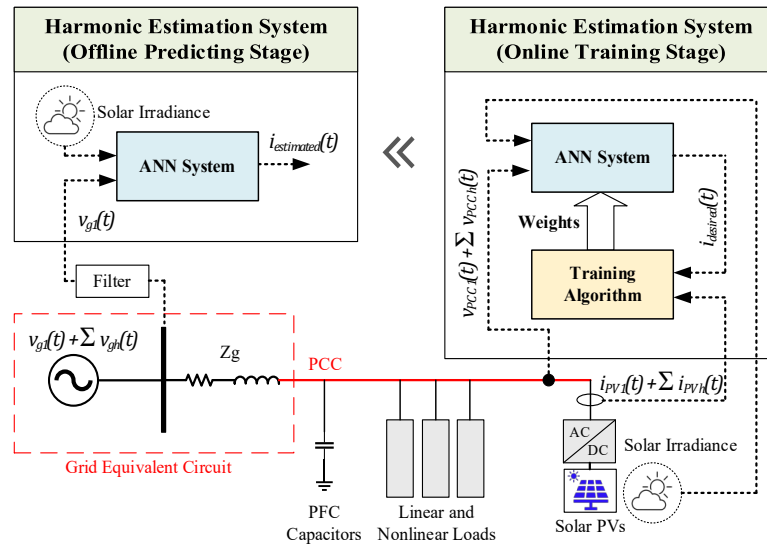 Harmonic Estimation System
(Offline Predicting Stage)
Solar Irradiance
ANN System
i_estimated(t)
v_g1(t)
Filter
Harmonic Estimation System
(Online Training Stage)
ANN System
Weights
Training
Algorithm
v_PCC1(t) + Σ v_PCCh(t)
i_desired(t)
v_g1(t) + Σ v_gh(t)
Zg
PCC
Grid Equivalent Circuit
PFC
Capacitors
Linear and
Nonlinear Loads
i_PV1(t) + Σ i_PVh(t)
AC
DC
Solar Irradiance
Solar PVs